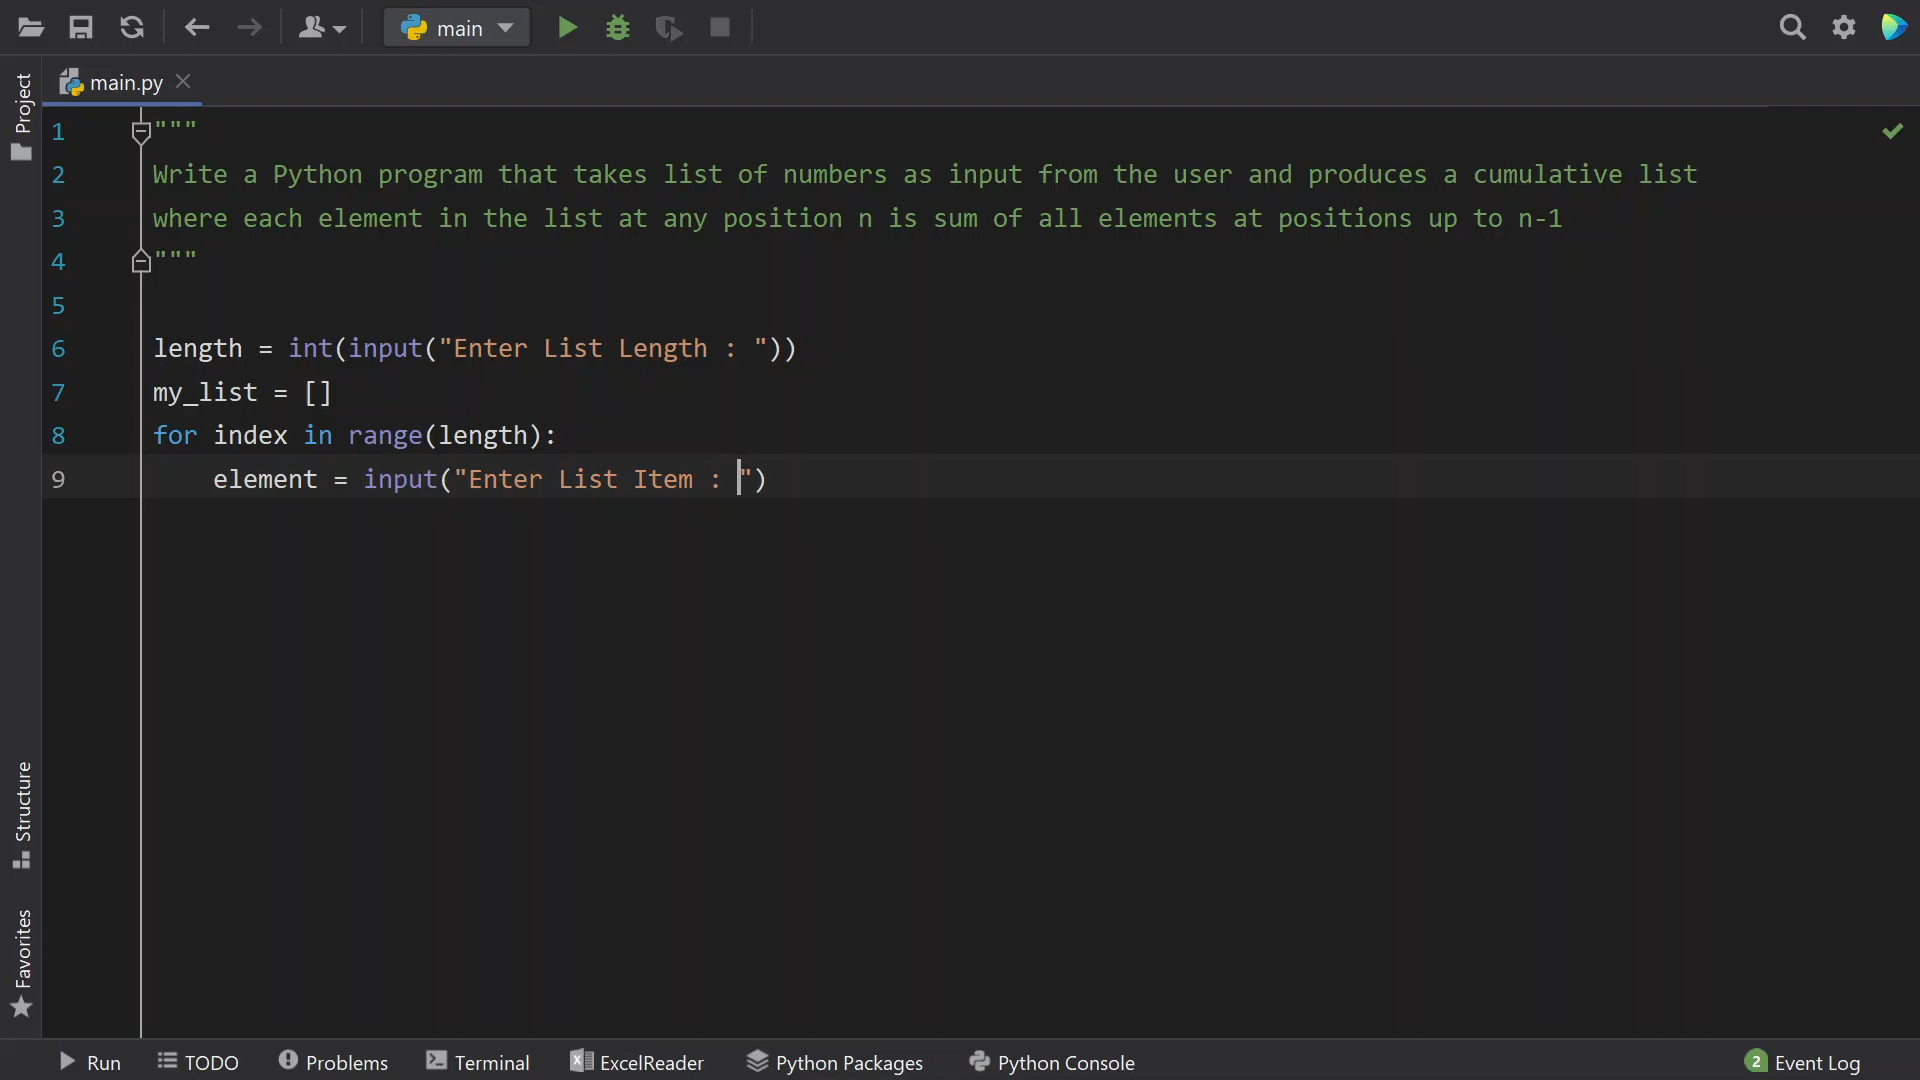 main
main.py
Project
1 """
2 Write a Python program that takes list of numbers as input from the user and produces a cumulative list
3 where each element in the list at any position n is sum of all elements at positions up to n-1
4 """
5
6 length = int(input("Enter List Length : "))
7 my_list = []
8 for index in range(length):
9     element = input("Enter List Item : ")
Structure
Favorites
Run TODO Problems Terminal ExcelReader Python Packages Python Console 2 Event Log